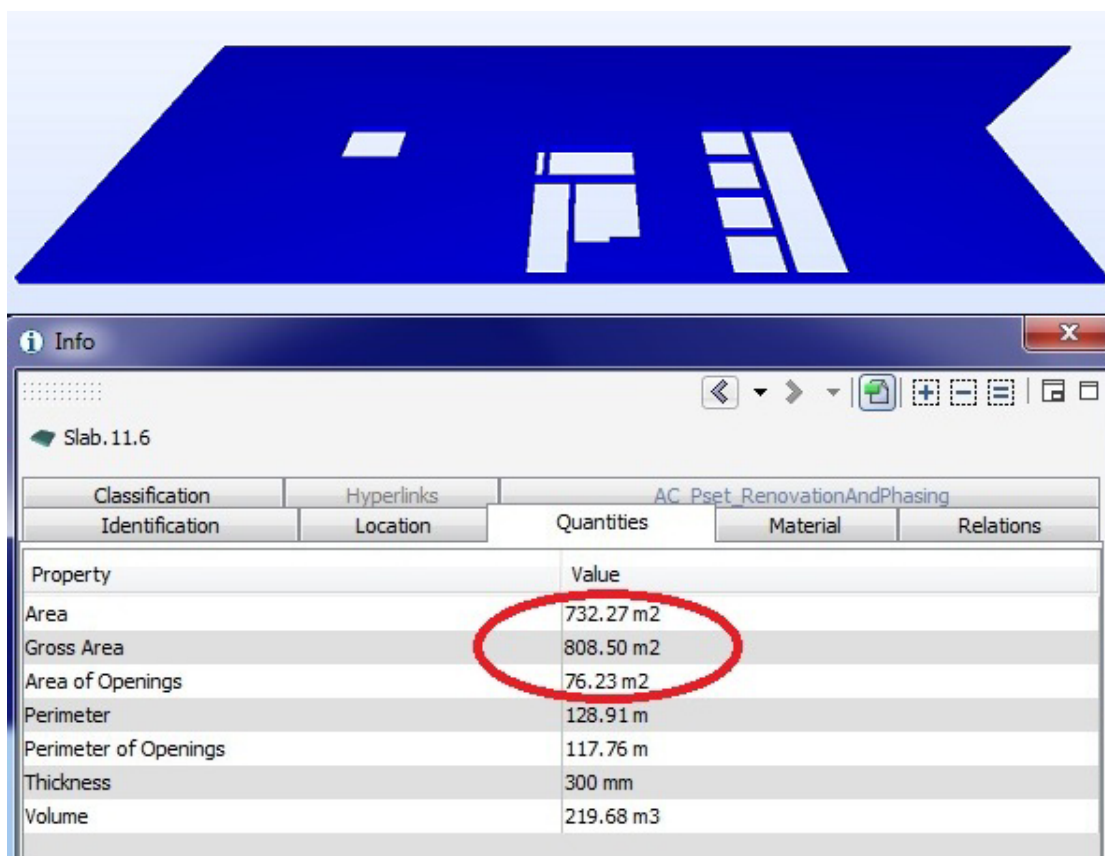 Info
Slab.11.6
Classification Hyperlinks AC_Pset_RenovationAndPhasing
Identification Location Quantities Material Relations
Property Value
Area 732.27 m2
Gross Area 808.50 m2
Area of Openings 76.23 m2
Perimeter 128.91 m
Perimeter of Openings 117.76 m
Thickness 300 mm
Volume 219.68 m3